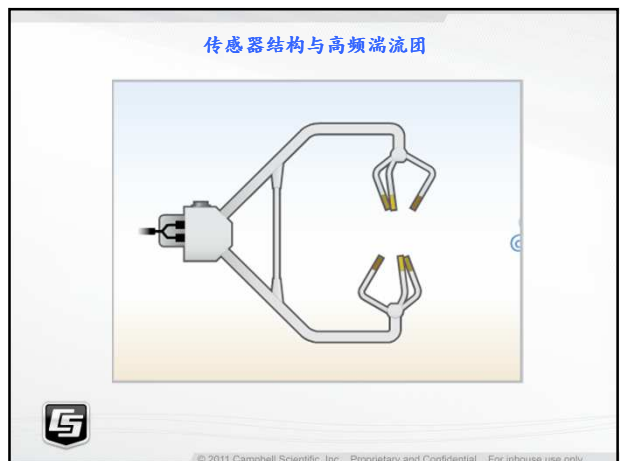 传感器结构与高频湍流团
© 2011 Campbell Scientific, Inc. Proprietary and Confidential For inhouse use only